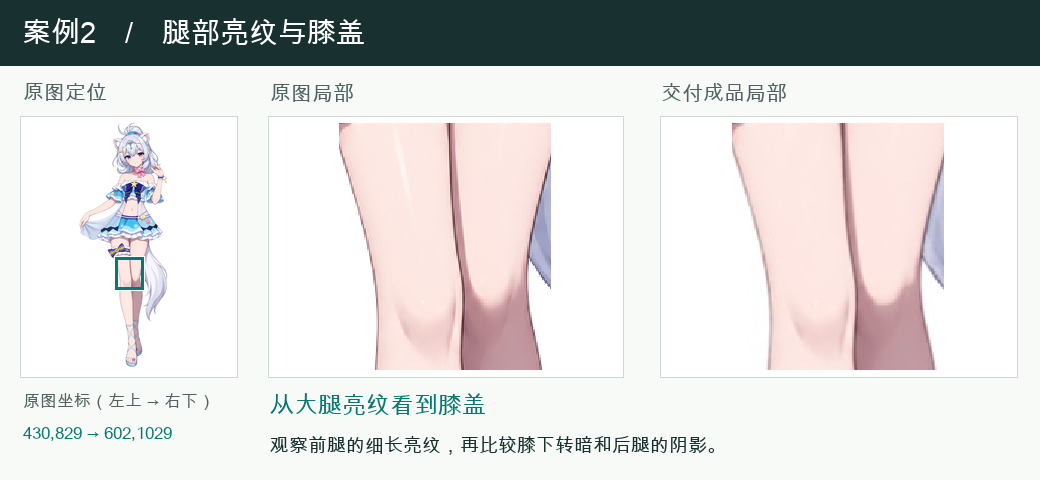 案例2 / 腿部亮纹与膝盖
原图定位
原图局部
交付成品局部
原图坐标（左上→右下）
430,829→602,1029
从大腿亮纹看到膝盖
观察前腿的细长亮纹，再比较膝下转暗和后腿的阴影。